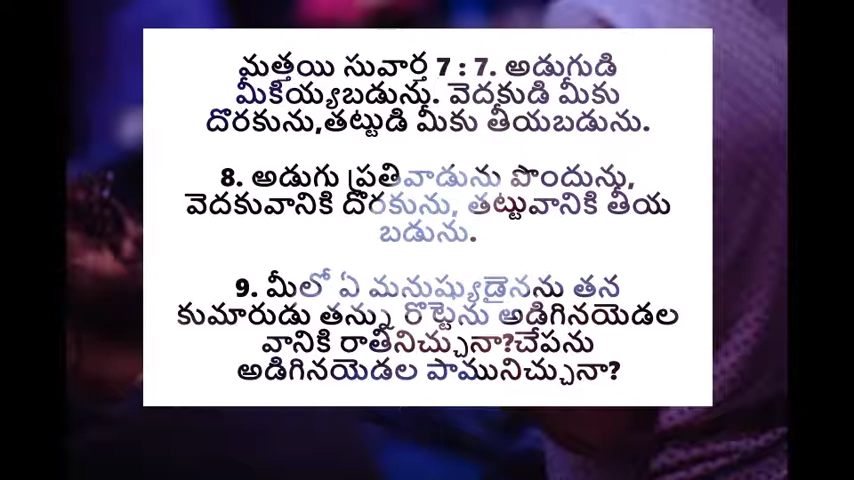 మత్తయి సువార్త 7 : 7. అడుగుడి
మీకియ్యబడును. వెదకుడి మీకు
దొరకును,తట్టుడి మీకు తీయబడును.
8. అడుగు ప్రతివాడును పొందును,
వెదకువానికి దొరకును, తట్టువానికి తీయ
బడును.
9. మీలో ఏ మనుష్యుడైనను తన
కుమారుడు తన్ను రొట్టెను అడిగినయెడల
వానికి రాతినిచ్చునా?చేపను
అడిగినయెడల పామునిచ్చునా?